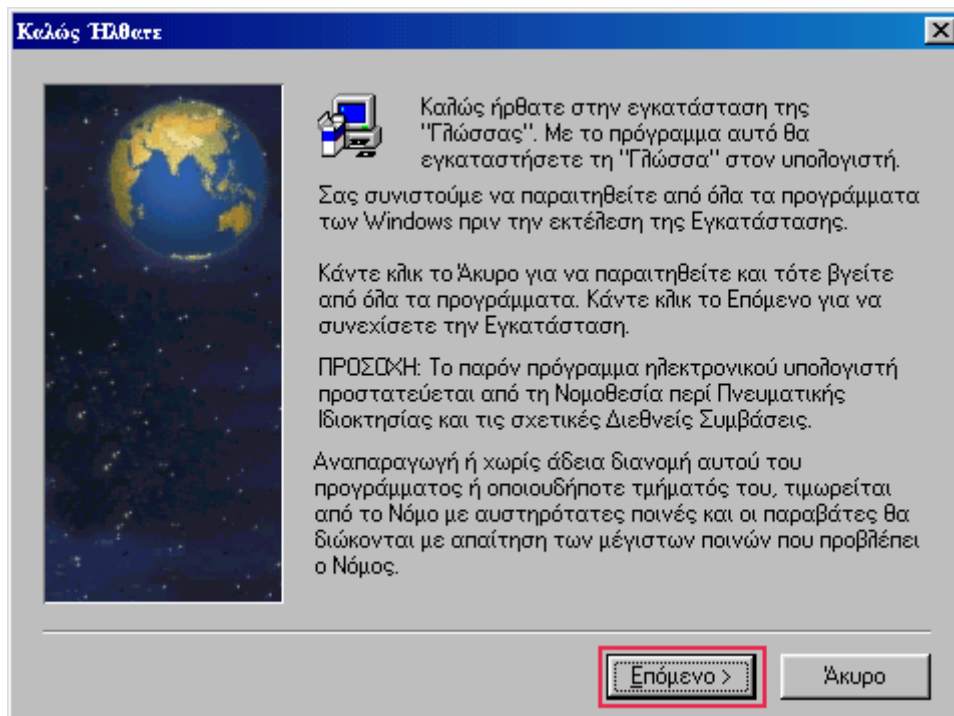 Καλώς Ήλθατε
Καλώς ήρθατε στην εγκατάσταση της
"Γλώσσας". Με το πρόγραμμα αυτό θα
εγκαταστήσετε τη "Γλώσσα" στον υπολογιστή.
Σας συνιστούμε να παραιτηθείτε από όλα τα προγράμματα
των Windows πριν την εκτέλεση της Εγκατάστασης.
Κάντε κλικ το Άκυρο για να παραιτηθείτε και τότε βγείτε
από όλα τα προγράμματα. Κάντε κλικ το Επόμενο για να
συνεχίσετε την Εγκατάσταση.
ΠΡΟΣΟΧΗ: Το παρόν πρόγραμμα ηλεκτρονικού υπολογιστή
προστατεύεται από τη Νομοθεσία περί Πνευματικής
Ιδιοκτησίας και τις σχετικές Διεθνείς Συμβάσεις.
Αναπαραγωγή ή χωρίς άδεια διανομή αυτού του
προγράμματος ή οποιουδήποτε τμήματός του, τιμωρείται
από το Νόμο με αυστηρότατες ποινές και οι παραβάτες θα
διώκονται με απαίτηση των μέγιστων ποινών που προβλέπει
ο Νόμος.
Επόμενο >
Άκυρο